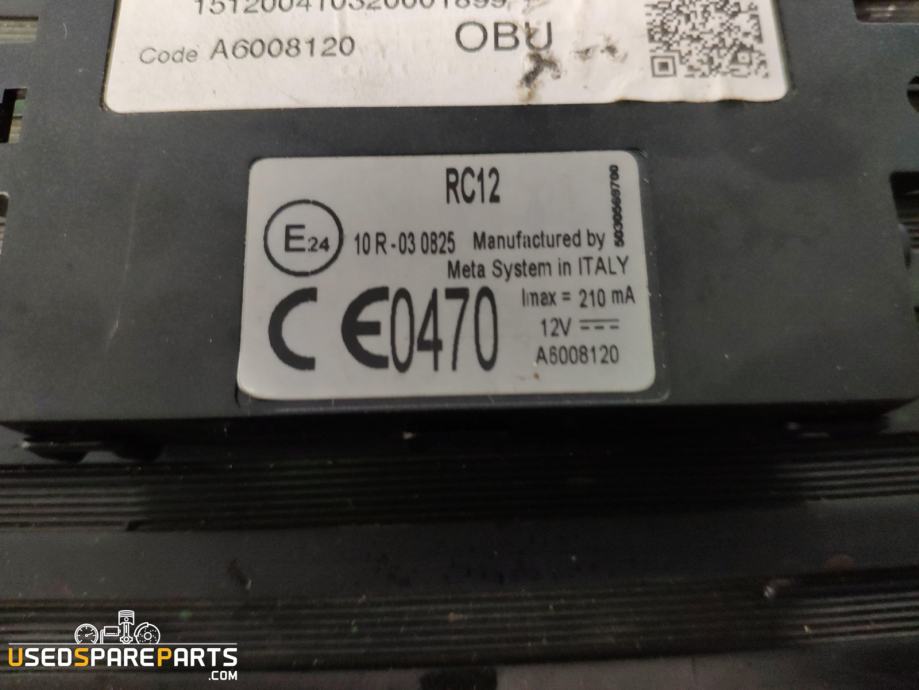 151200410320001899
Code A6008120 OBU
RC12
E24 10 R - 03 0825 Manufactured by
Meta System in ITALY
CE0470 Imax = 210 mA
12V
A6008120
USEDSPAREPARTS
.COM